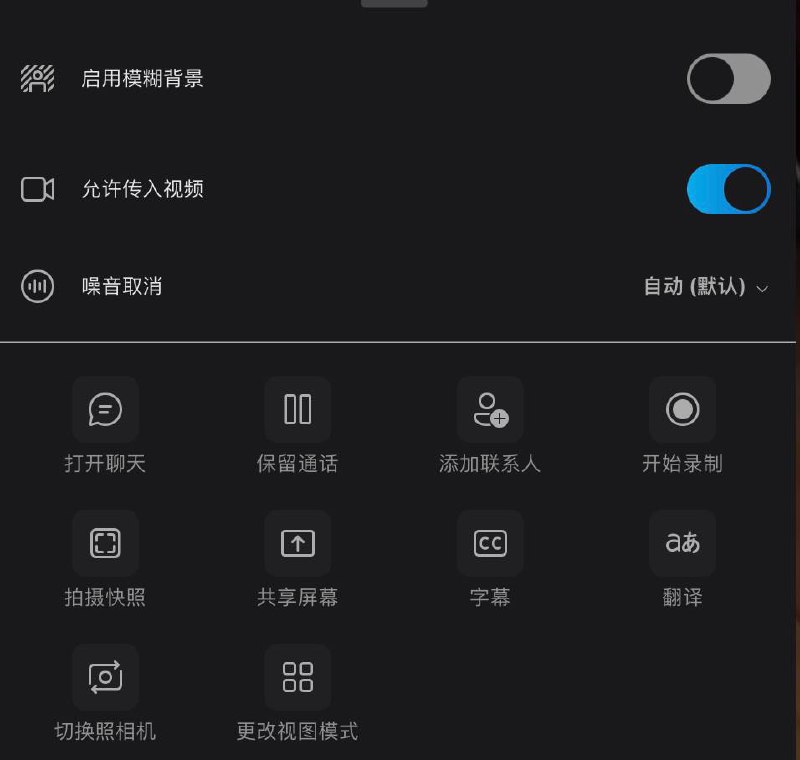 启用模糊背景
允许传入视频
噪音取消
自动 (默认)
打开聊天
保留通话
添加联系人
开始录制
拍摄快照
共享屏幕
CC
字幕
aあ
翻译
切换照相机
更改视图模式